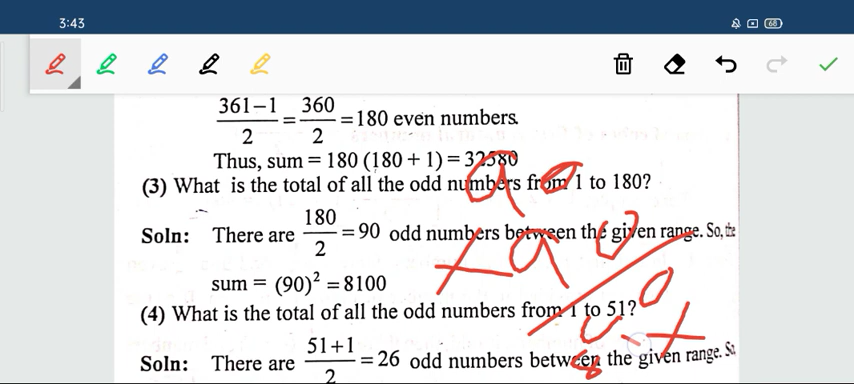 3:43
68
361-1/2 = 360/2 = 180 even numbers.
Thus, sum = 180 (180 + 1) = 32580
(3) What is the total of all the odd numbers from 1 to 180?
Soln: There are 180/2 = 90 odd numbers between the given range. So, the
sum = (90)² = 8100
(4) What is the total of all the odd numbers from 1 to 51?
Soln: There are 51+1/2 = 26 odd numbers between the given range. So
90
× 90
0